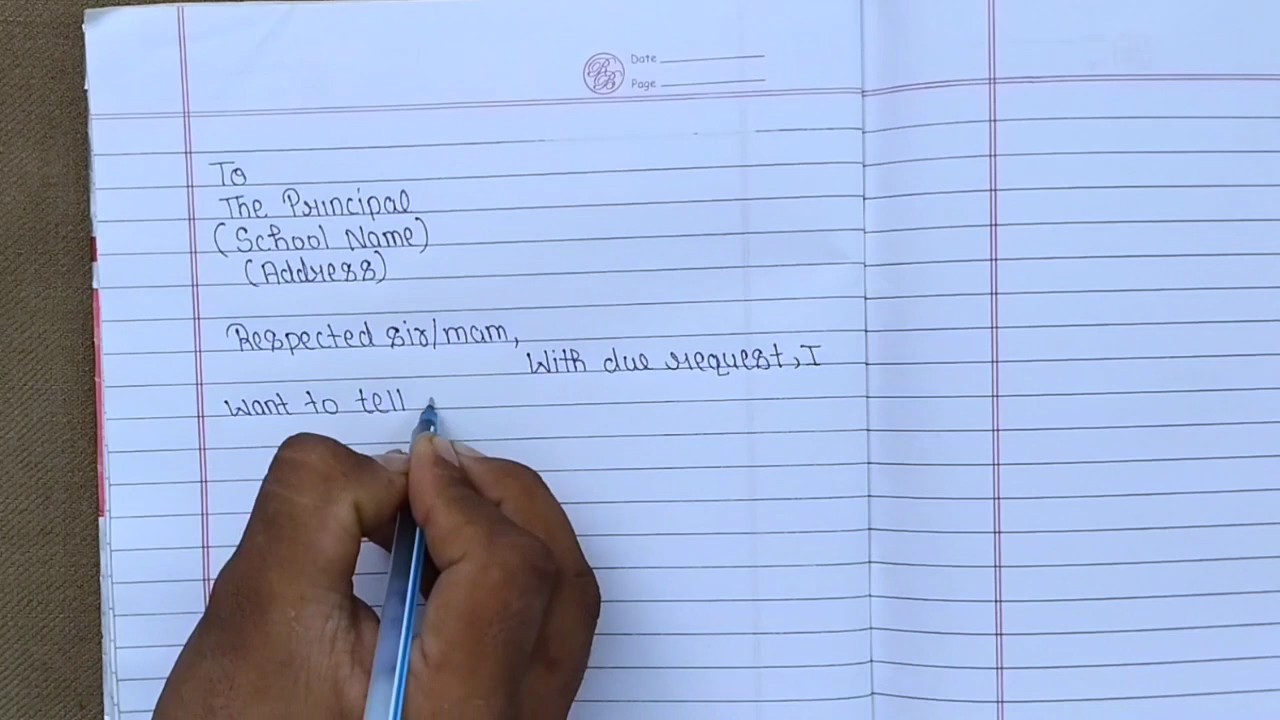 Date
Page
To
The Principal
(School Name)
(Address)
Respected sir/mam,
With due request, I
Want to tell